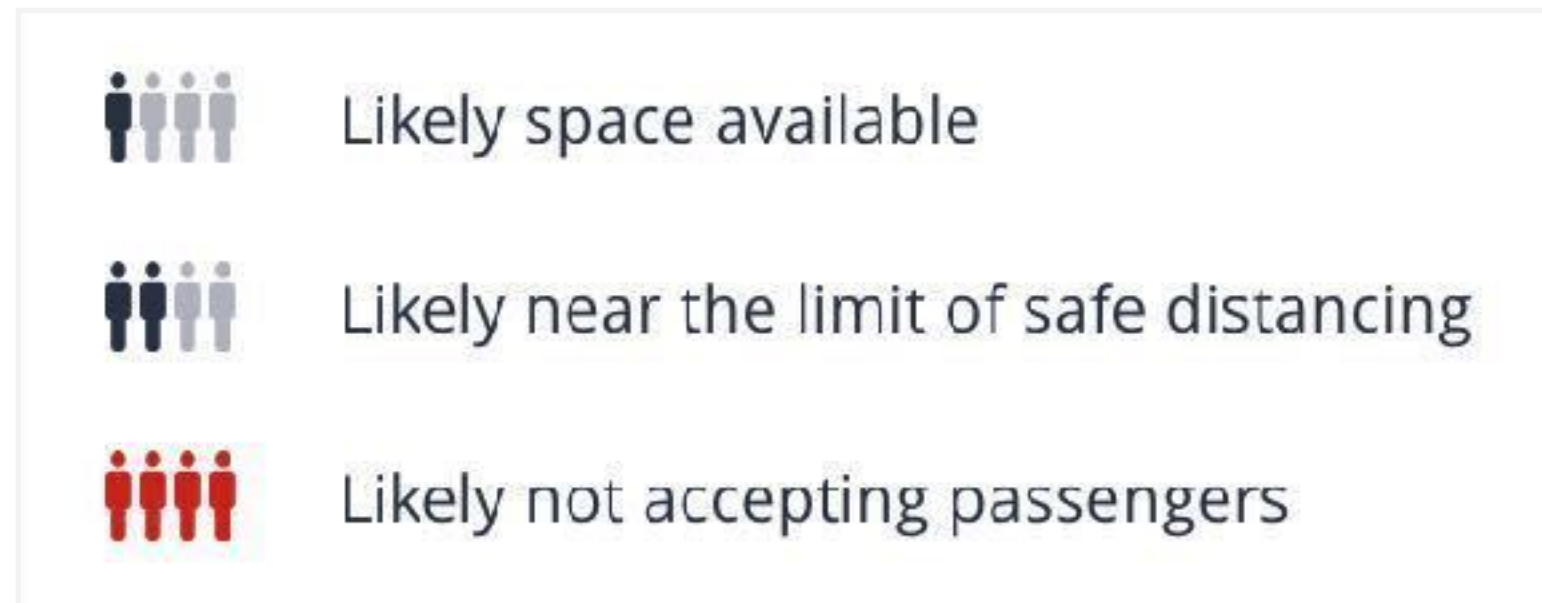 Likely space available
Likely near the limit of safe distancing
Likely not accepting passengers